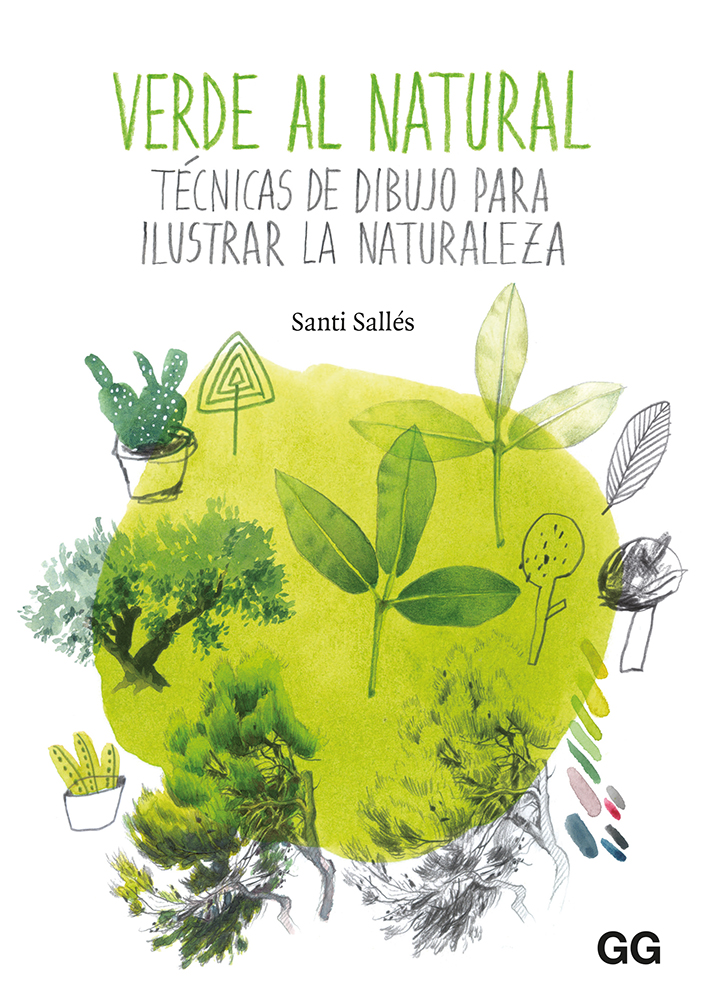 VERDE AL NATURAL
TÉCNICAS DE DIBUJO PARA
ILUSTRAR LA NATURALEZA
Santi Sallés
GG